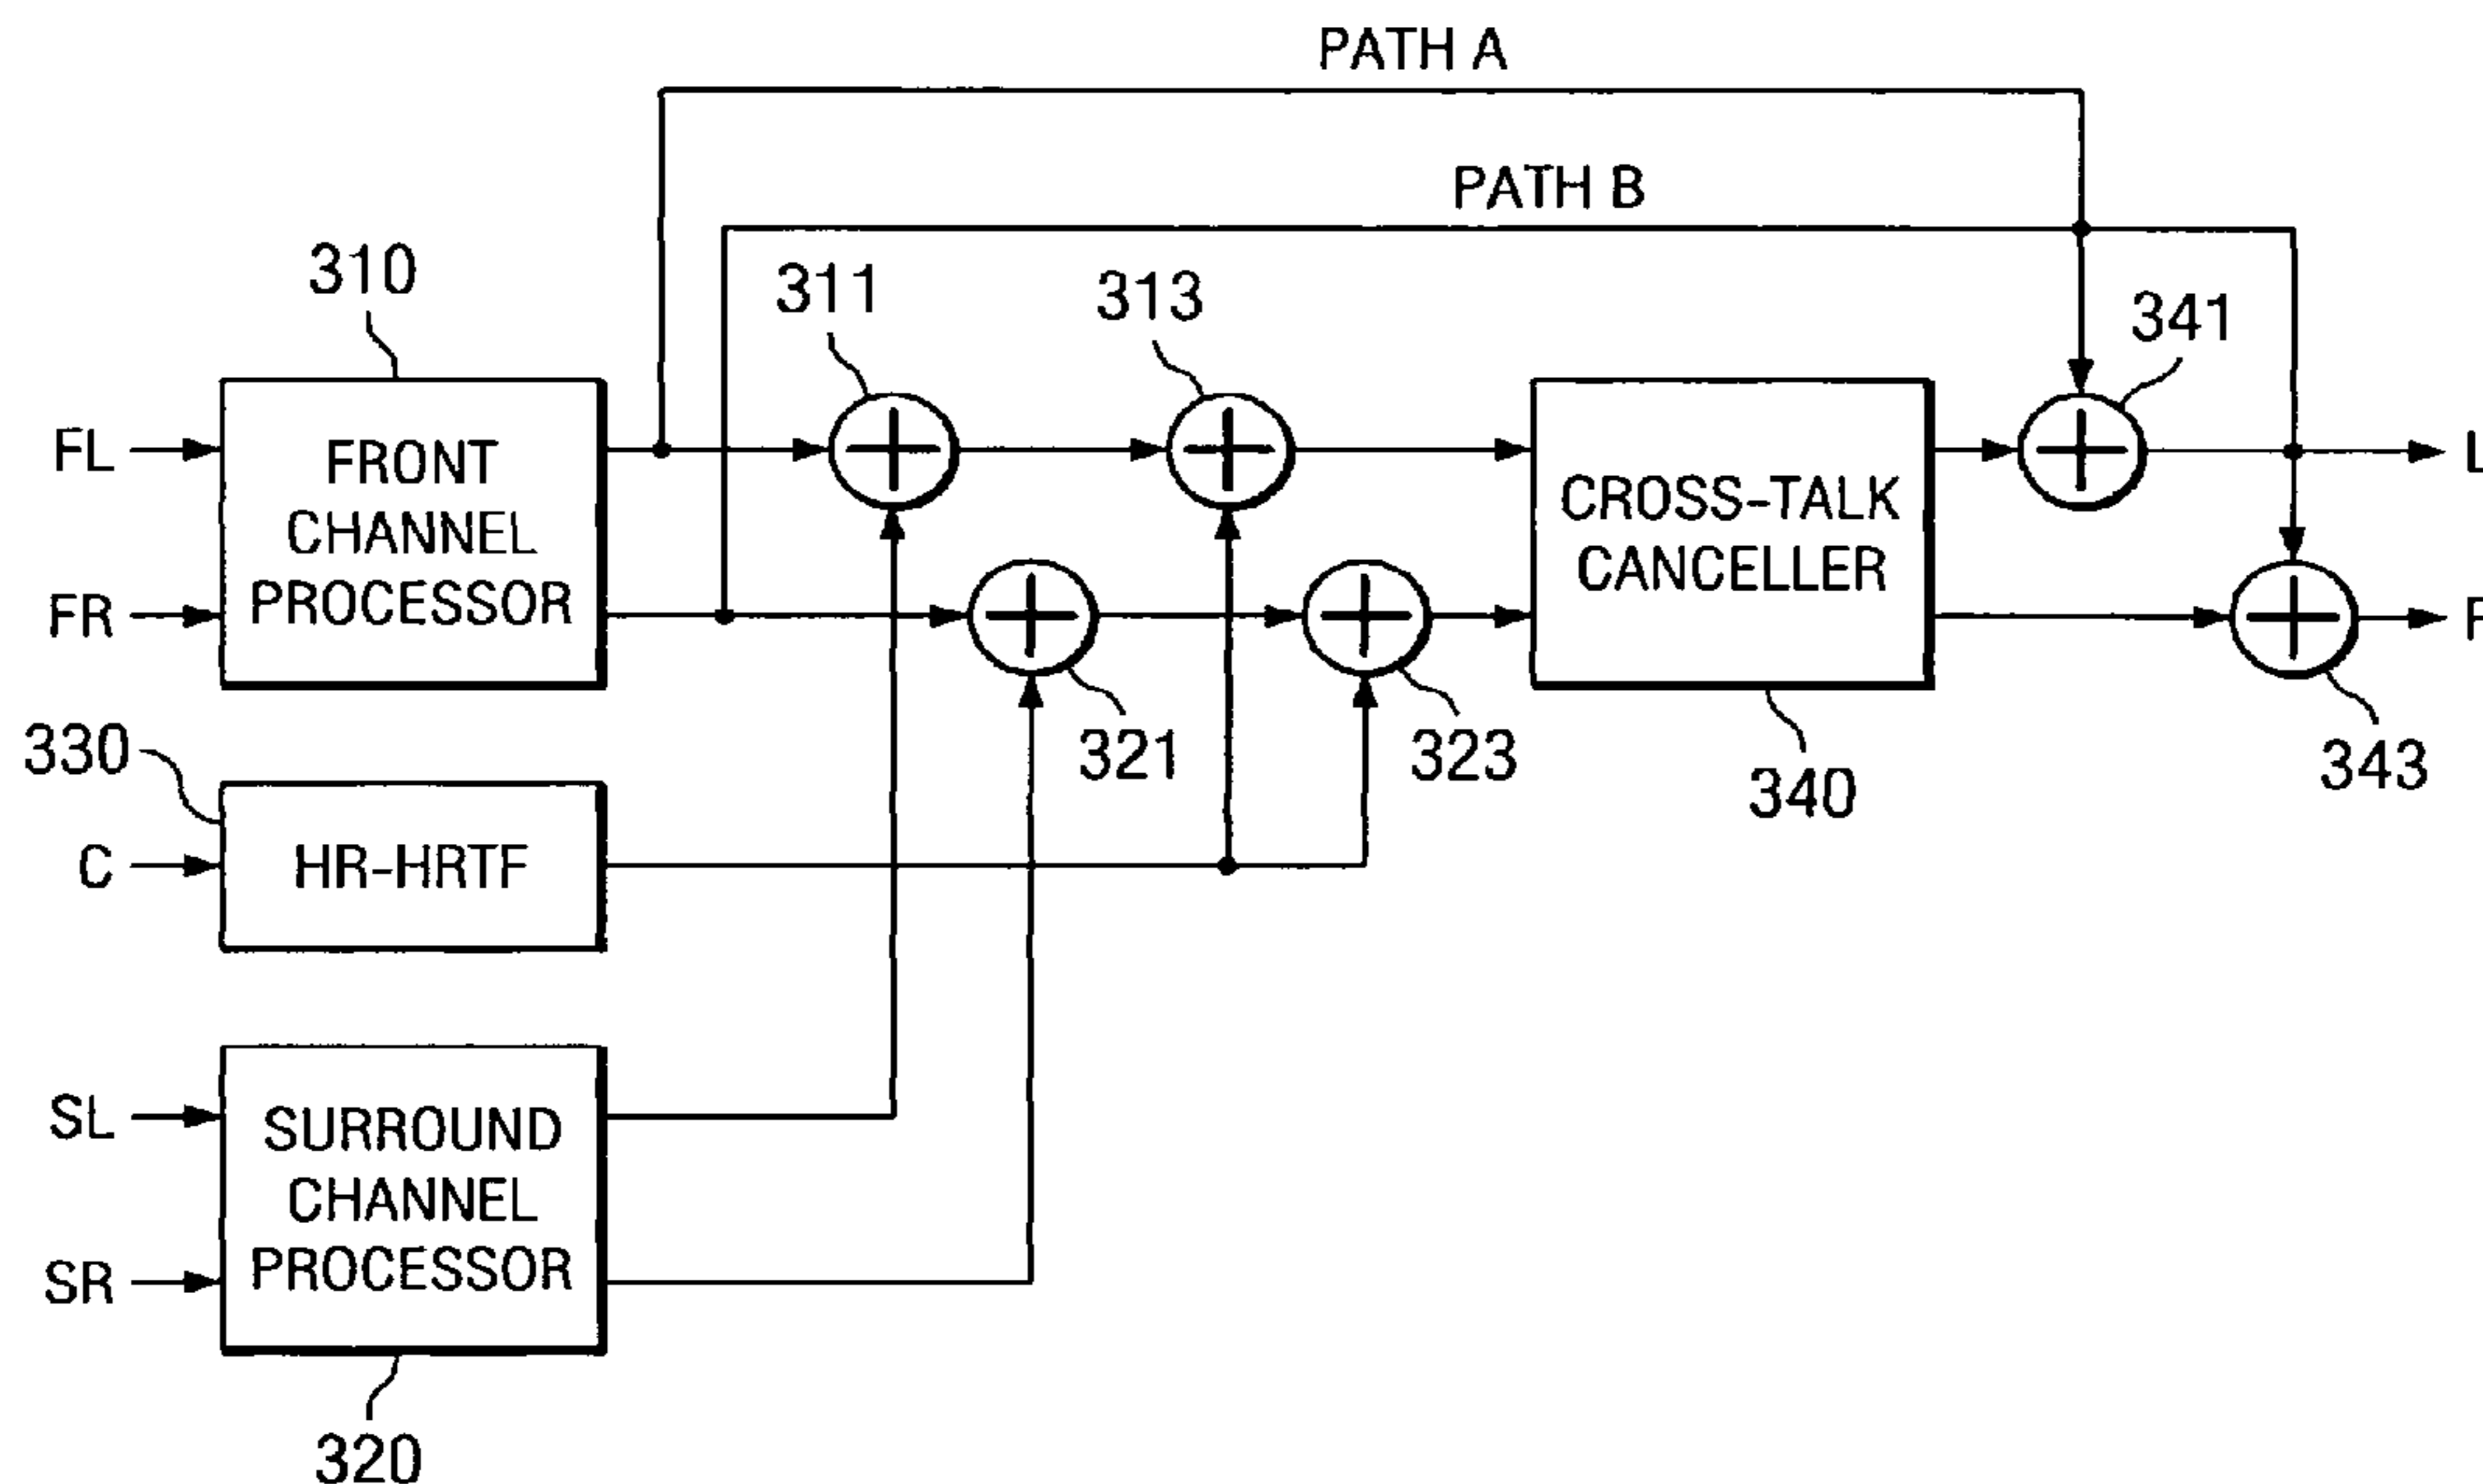 PATH A
PATH B
310
311
313
341
FL
FRONT
CHANNEL
PROCESSOR
FR
CROSS-TALK
CANCELLER
L
330
321
323
340
343
C
HR-HRTF
SL
SURROUND
CHANNEL
PROCESSOR
SR
320